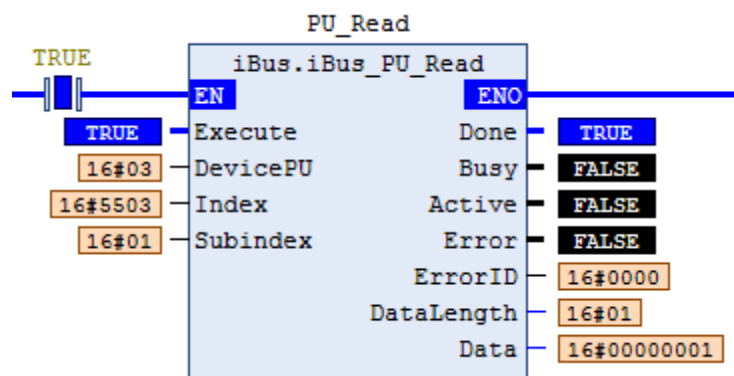 PU_Read
TRUE
iBus.iBus_PU_Read
EN ENO
TRUE Execute Done TRUE
16#03 DevicePU Busy FALSE
16#5503 Index Active FALSE
16#01 Subindex Error FALSE
ErrorID 16#0000
DataLength 16#01
Data 16#00000001